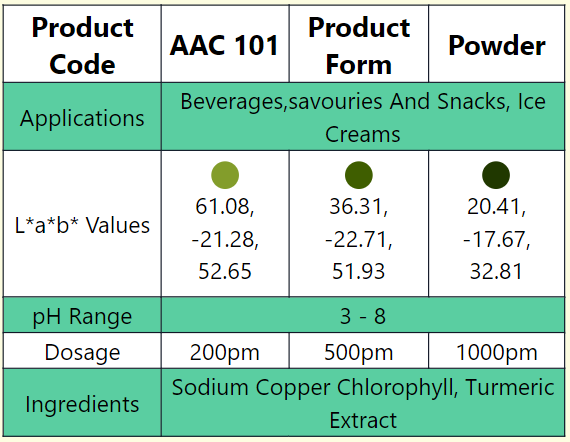 Product Code AAC 101 Product Form Powder
Applications Beverages,savouries And Snacks, Ice Creams
L*a*b* Values
61.08, -21.28, 52.65
36.31, -22.71, 51.93
20.41, -17.67, 32.81
pH Range 3 - 8
Dosage 200pm 500pm 1000pm
Ingredients Sodium Copper Chlorophyll, Turmeric Extract